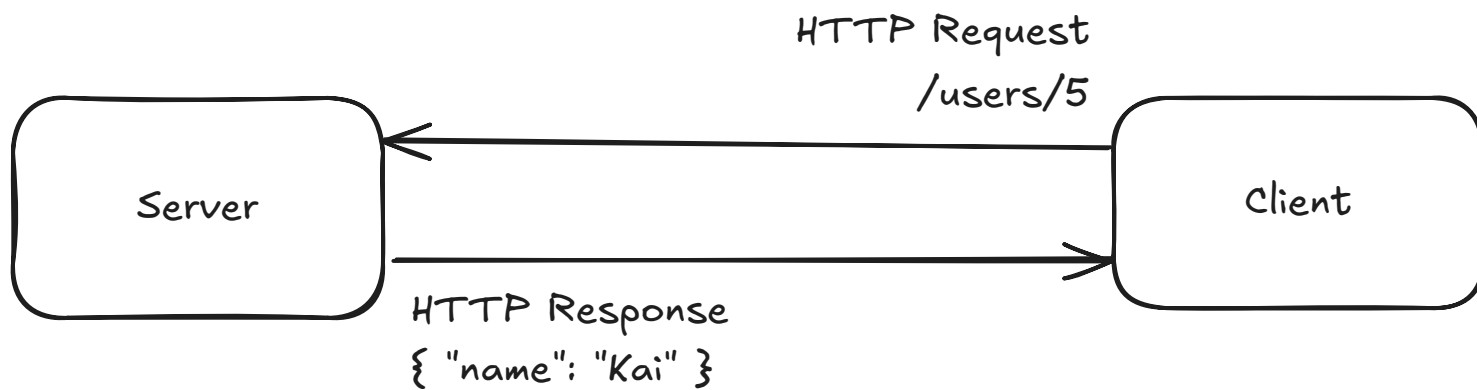 HTTP Request
/users/5
Server
Client
HTTP Response
{ "name": "Kai" }